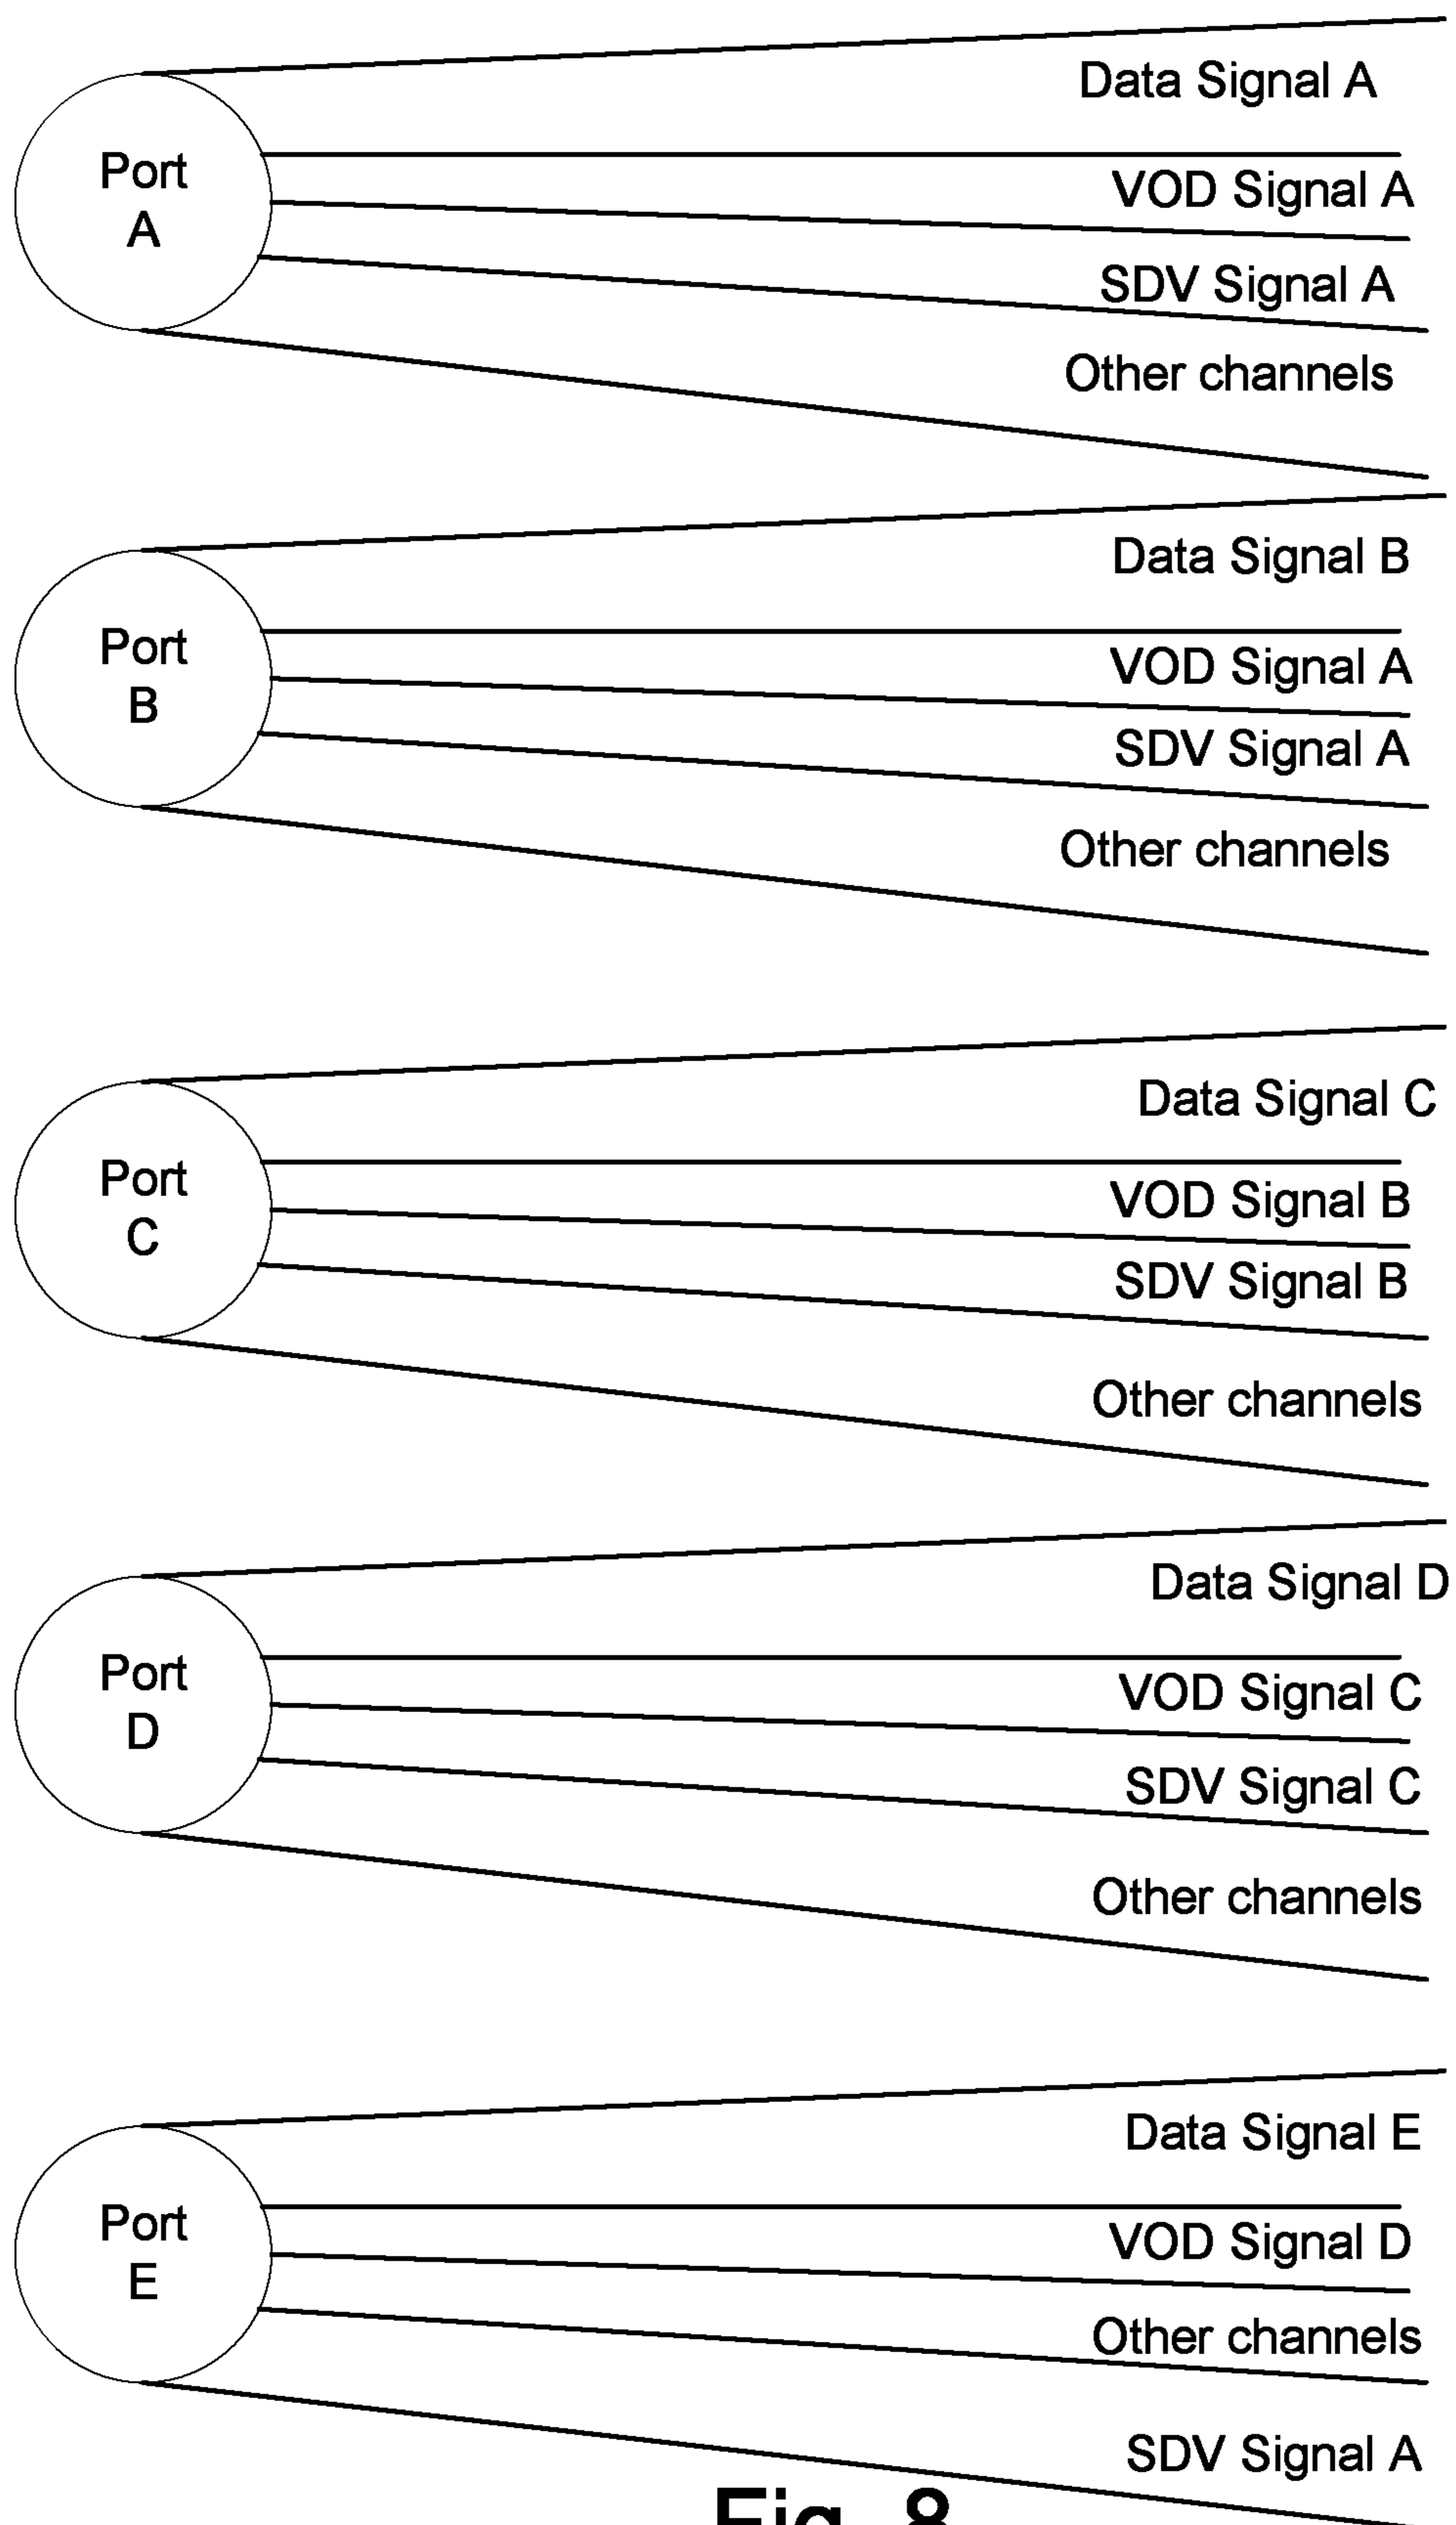 Data Signal A
Port
A
VOD Signal A
SDV Signal A
Other channels
Data Signal B
Port
B
VOD Signal A
SDV Signal A
Other channels
Data Signal C
Port
C
VOD Signal B
SDV Signal B
Other channels
Data Signal D
Port
D
VOD Signal C
SDV Signal C
Other channels
Data Signal E
Port
E
VOD Signal D
Other channels
SDV Signal A
Fig. 8